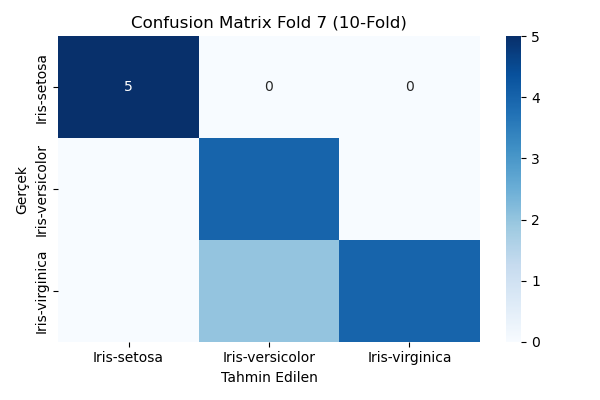 Confusion Matrix Fold 7 (10-Fold)
Gerçek
Iris-setosa
Iris-versicolor
Iris-virginica
5 0 0
Iris-setosa Iris-versicolor Iris-virginica
Tahmin Edilen
5
4
3
2
1
0